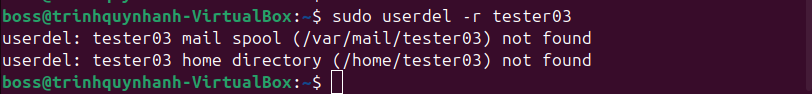 boss@trinhquynhanh-VirtualBox:~$ sudo userdel -r tester03
userdel: tester03 mail spool (/var/mail/tester03) not found
userdel: tester03 home directory (/home/tester03) not found
boss@trinhquynhanh-VirtualBox:~$